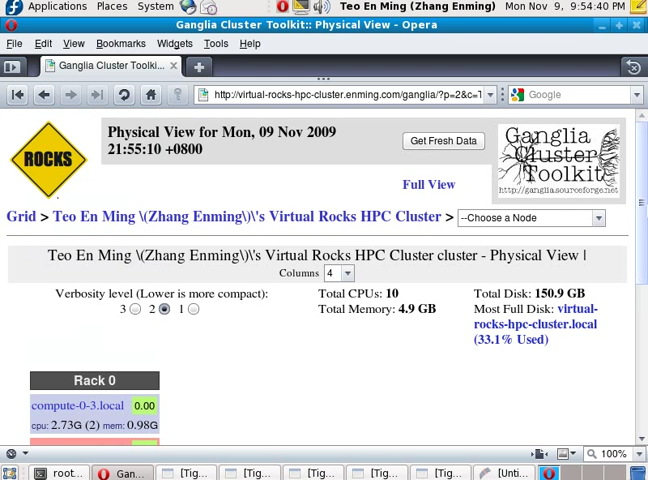 Applications Places System Teo En Ming (Zhang Enming) Mon Nov 9, 9:54:40 PM
Ganglia Cluster Toolkit:: Physical View - Opera
File Edit View Bookmarks Widgets Tools Help
Ganglia Cluster Toolki...
http://virtual-rocks-hpc-cluster.enming.com/ganglia/?p=2&c=T
Google
ROCKS
Physical View for Mon, 09 Nov 2009
21:55:10 +0800
Get Fresh Data
Full View
Ganglia
Cluster
Toolkit
http://ganglia.sourceforge.net
Grid > Teo En Ming \(Zhang Enming\)\'s Virtual Rocks HPC Cluster > --Choose a Node
Teo En Ming \(Zhang Enming\)\'s Virtual Rocks HPC Cluster cluster - Physical View |
Columns 4
Verbosity level (Lower is more compact):
3 2 1
Total CPUs: 10
Total Memory: 4.9 GB
Total Disk: 150.9 GB
Most Full Disk: virtual-
rocks-hpc-cluster.local
(33.1% Used)
Rack 0
compute-0-3.local 0.00
cpu: 2.73G (2) mem: 0.98G
100%
root... Gan... [Tig... [Tig... [Tig... [Tig... [Tig... [Unti...